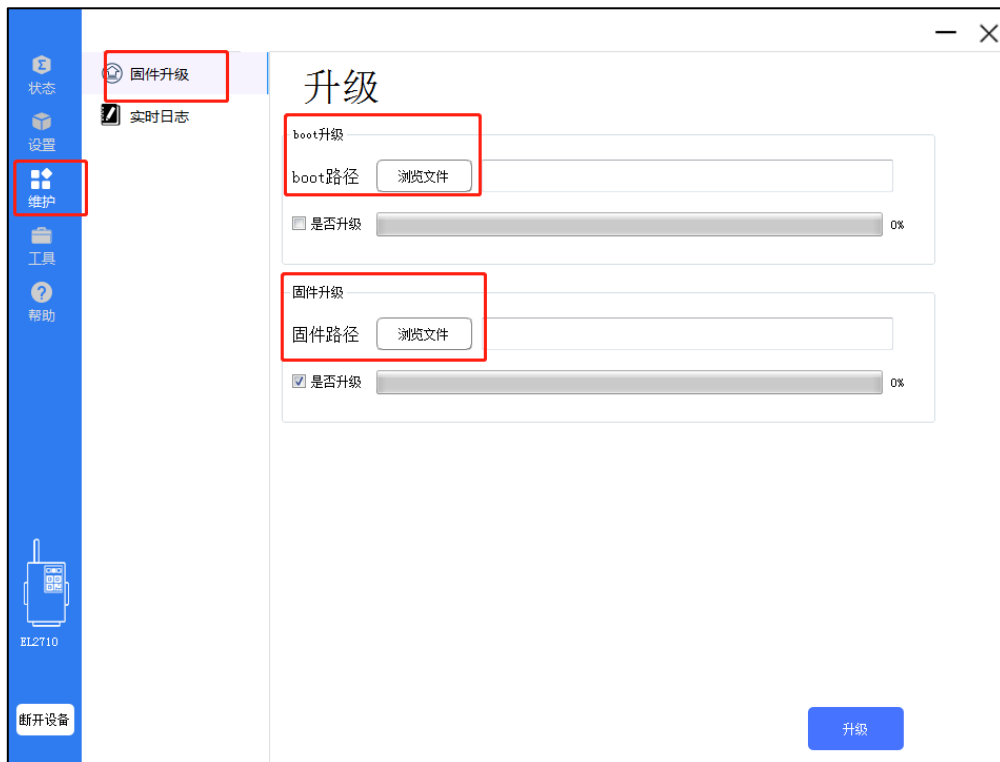 状态
设置
维护
工具
帮助
EL2710
断开设备
固件升级
实时日志
升级
boot升级
boot路径 浏览文件
是否升级 0%
固件升级
固件路径 浏览文件
是否升级 0%
升级